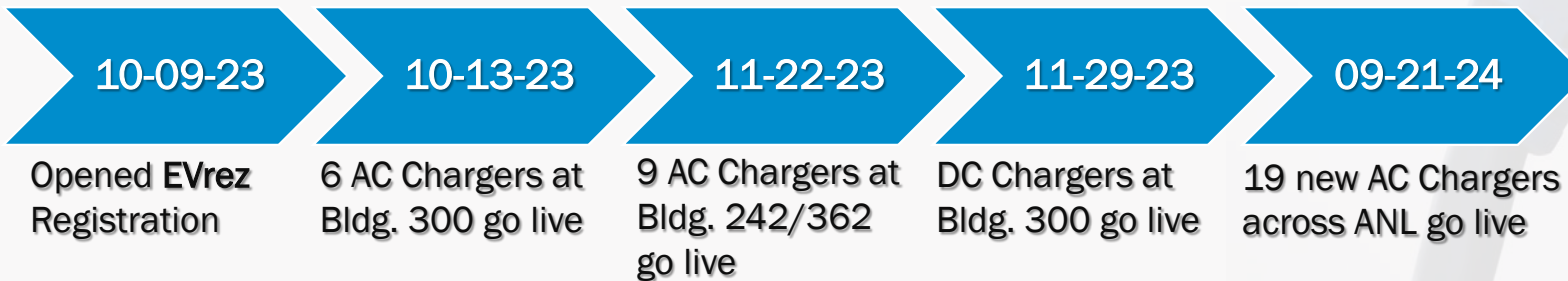 10-09-23
Opened EVrez
Registration
10-13-23
6 AC Chargers at
Bldg. 300 go live
11-22-23
9 AC Chargers at
Bldg. 242/362
go live
11-29-23
DC Chargers at
Bldg. 300 go live
09-21-24
19 new AC Chargers
across ANL go live